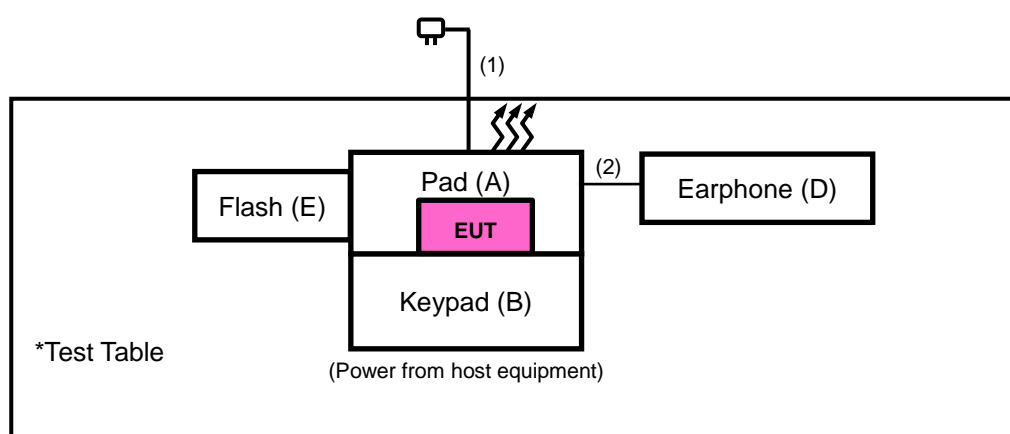 (1)
Pad (A)
(2)
Flash (E)
Earphone (D)
EUT
Keypad (B)
*Test Table
(Power from host equipment)